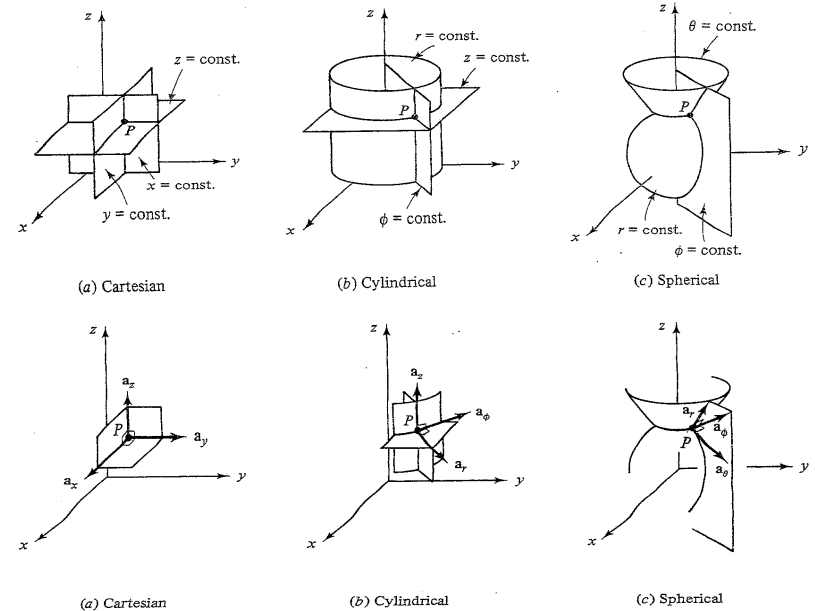 z
z = const.
P
y
x = const.
y = const.
x
(a) Cartesian
z
r = const.
z = const.
P
y
ϕ = const.
x
(b) Cylindrical
z
θ = const.
P
y
r = const.
ϕ = const.
x
(c) Spherical
z
a_z
P
a_y
a_x
y
x
(a) Cartesian
z
a_z
P
a_ϕ
a_r
y
x
(b) Cylindrical
z
a_r
a_ϕ
P
a_θ
y
x
(c) Spherical